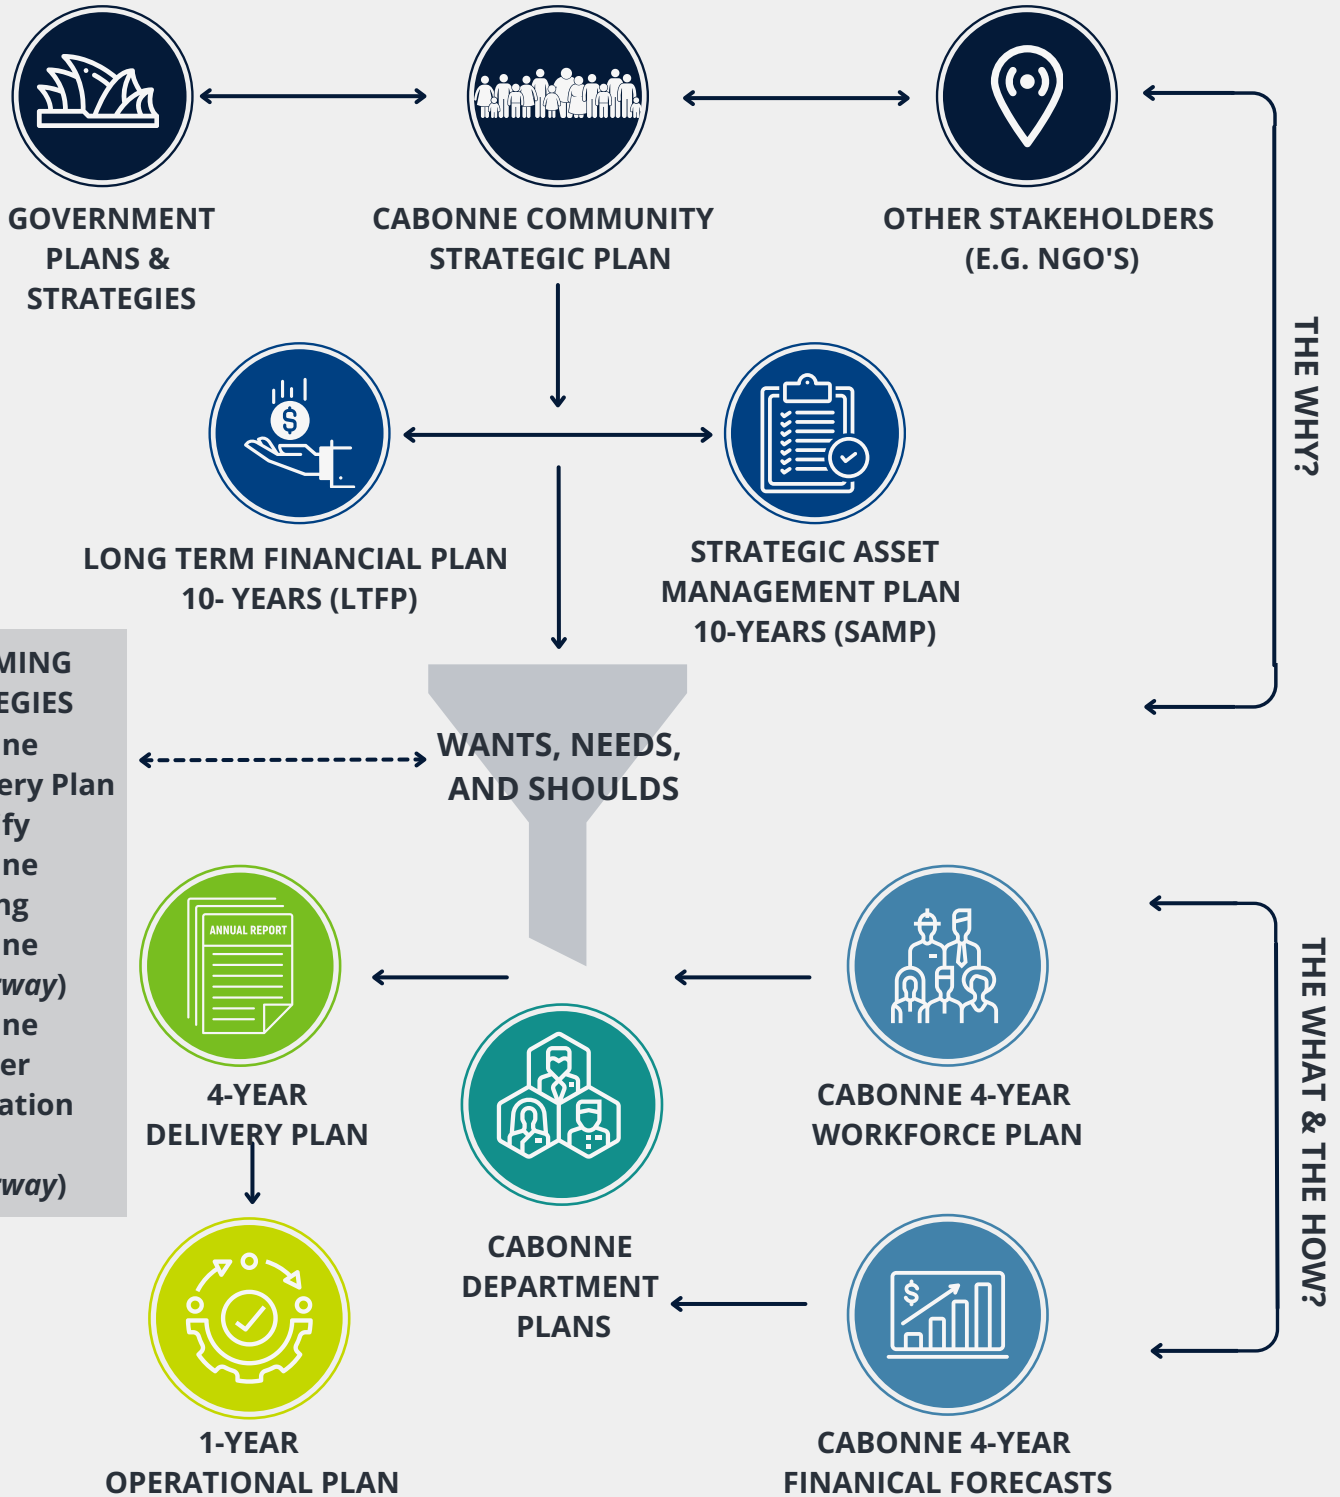 GOVERNMENT
PLANS &
STRATEGIES
CABONNE COMMUNITY
STRATEGIC PLAN
OTHER STAKEHOLDERS
(E.G. NGO'S)
THE WHY?
$
LONG TERM FINANCIAL PLAN
10- YEARS (LTFP)
STRATEGIC ASSET
MANAGEMENT PLAN
10-YEARS (SAMP)
WANTS, NEEDS,
AND SHOULDS
Plan
ANNUAL REPORT
4-YEAR
DELIVERY PLAN
CABONNE
DEPARTMENT
PLANS
CABONNE 4-YEAR
WORKFORCE PLAN
THE WHAT & THE HOW?
1-YEAR
OPERATIONAL PLAN
$
CABONNE 4-YEAR
FINANICAL FORECASTS